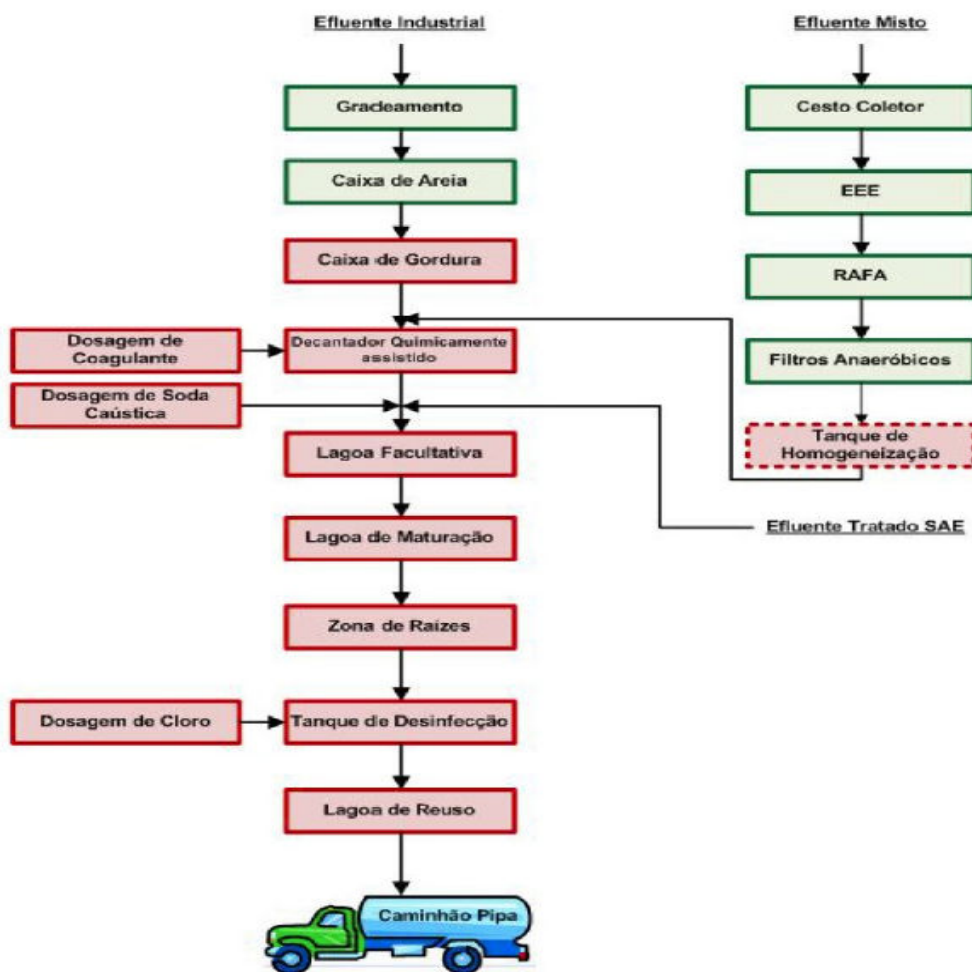 Efluente Industrial
Efluente Misto
Gradeamento
Cesto Coletor
Caixa de Areia
EEE
Caixa de Gordura
RAFA
Dosagem de
Coagulante
Decantador Quimicamente
assistido
Filtros Anaeróbicos
Dosagem de Soda
Caústica
Lagoa Facultativa
Tanque de
Homogeneização
Efluente Tratado SAE
Lagoa de Maturação
Zona de Raízes
Dosagem de Cloro
Tanque de Desinfecção
Lagoa de Reuso
Caminhão Pipa